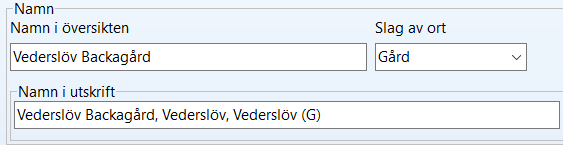 Namn
Namn i översikten Slag av ort
Vederslöv Backagård Gård
Namn i utskrift
Vederslöv Backagård, Vederslöv, Vederslöv (G)